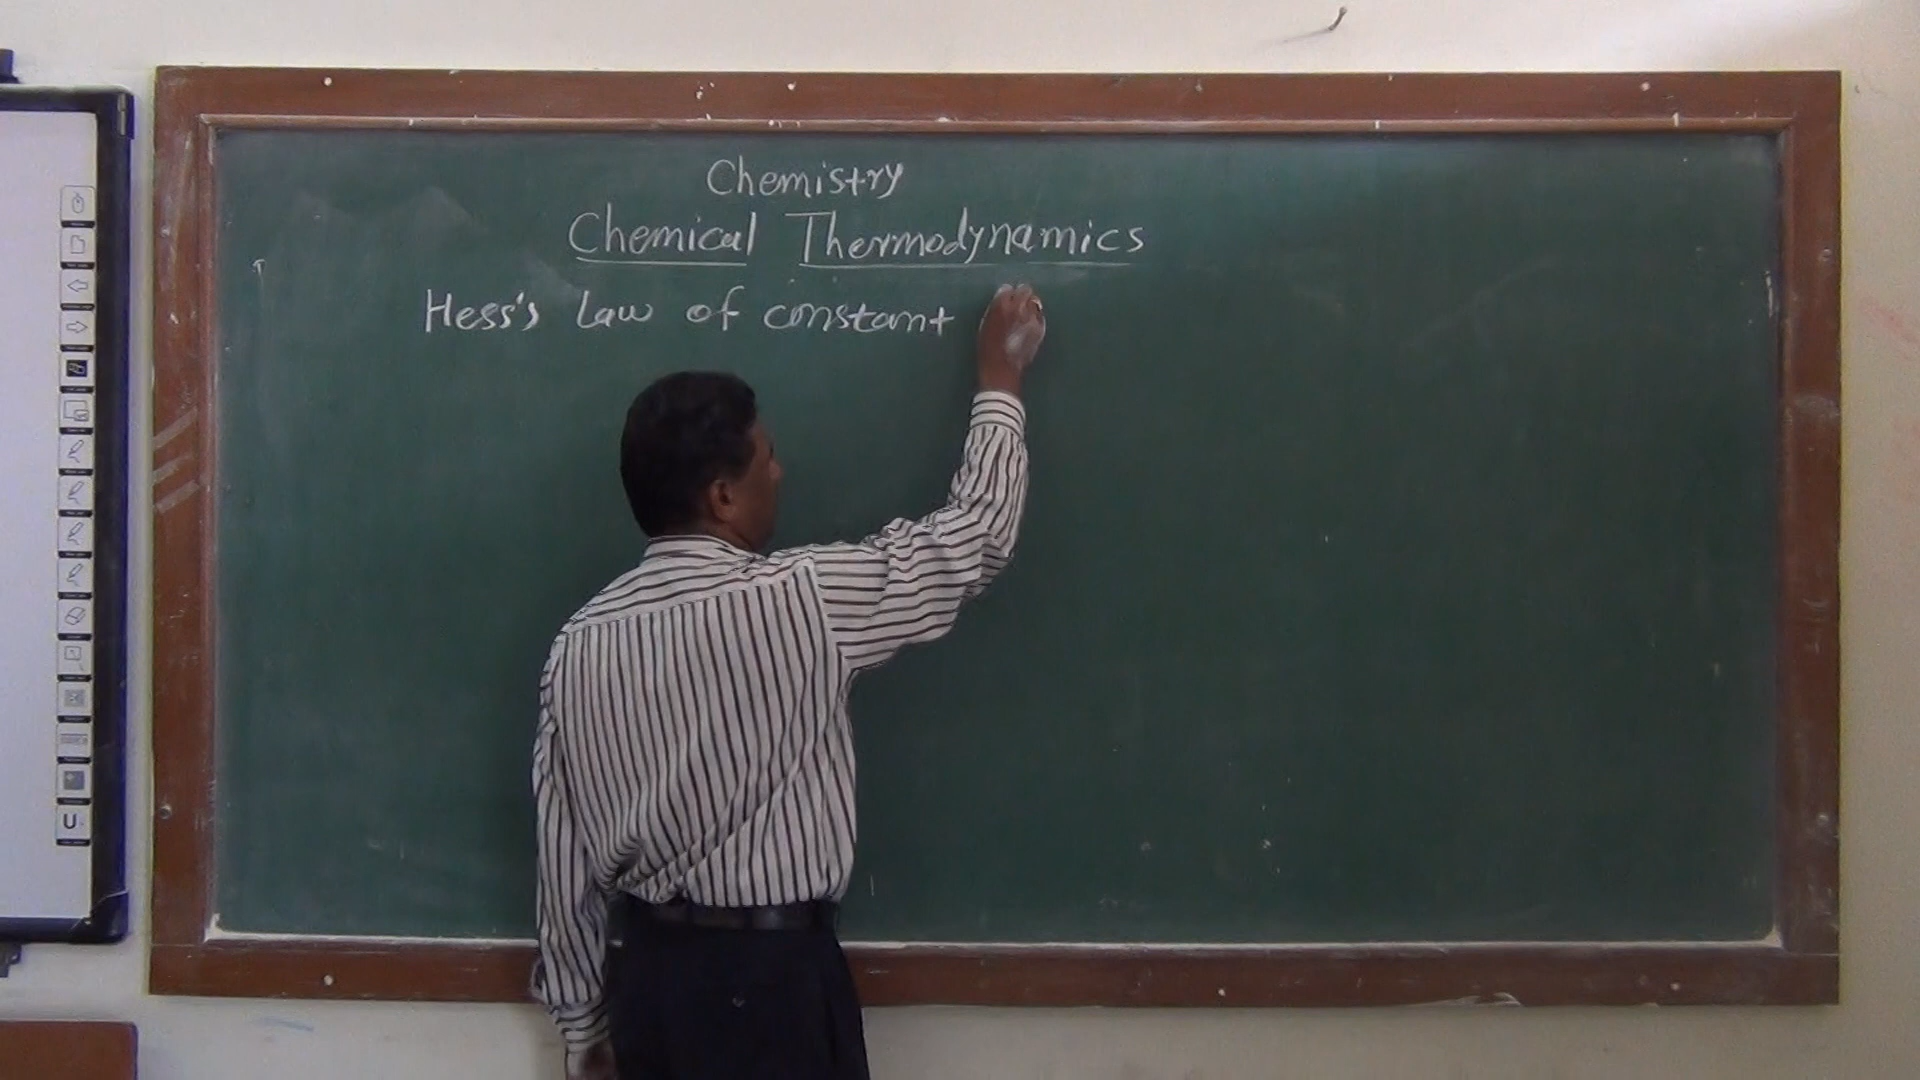 Chemistry
Chemical Thermodynamics
Hess's Law of constant